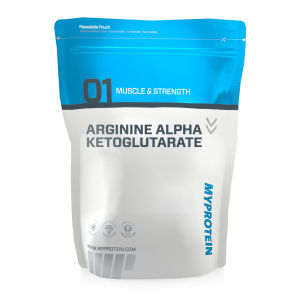 Resealable Pouch
01 MUSCLE & STRENGTH
ARGININE ALPHA
KETOGLUTARATE
MYPROTEIN
WWW.MYPROTEIN.COM